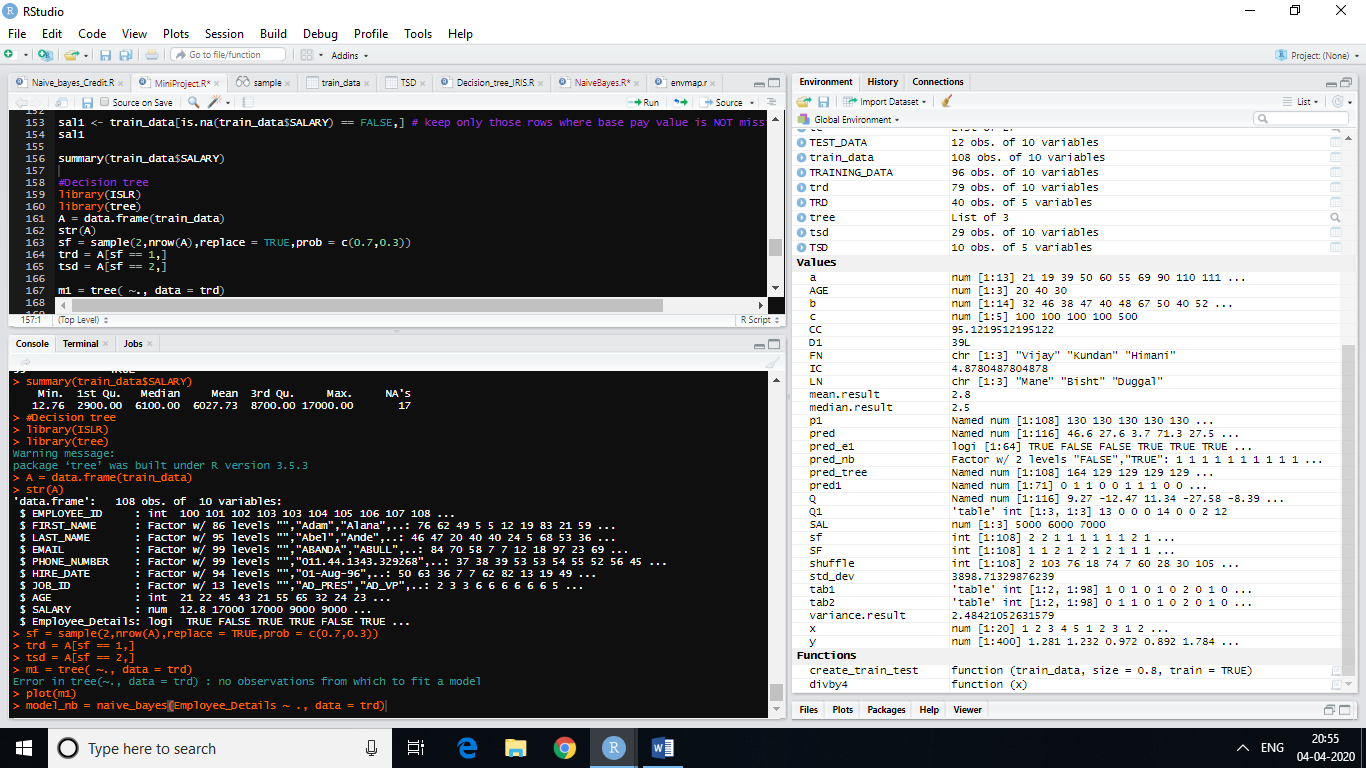 RStudio
File Edit Code View Plots Session Build Debug Profile Tools Help
Go to file/function Addins Project: (None)
Naive_bayes_Credit.R MiniProject.R* sample train_data TSD Decision_tree_IRIS.R NaiveBayes.R* envmap.r
Source on Save Run Source
152
153 sal1 <- train_data[is.na(train_data$SALARY) == FALSE,] # keep only those rows where base pay value is NOT miss
154 sal1
155
156 summary(train_data$SALARY)
157
158 #Decision tree
159 library(ISLR)
160 library(tree)
161 A = data.frame(train_data)
162 str(A)
163 sf = sample(2,nrow(A),replace = TRUE,prob = c(0.7,0.3))
164 trd = A[sf == 1,]
165 tsd = A[sf == 2,]
166
167 m1 = tree( ~., data = trd)
168
157:1 (Top Level) R Script
Console Terminal Jobs
> summary(train_data$SALARY)
Min. 1st Qu. Median Mean 3rd Qu. Max. NA's
12.76 2900.00 6100.00 6027.73 8700.00 17000.00 17
> #Decision tree
> library(ISLR)
> library(tree)
Warning message:
package ‘tree’ was built under R version 3.5.3
> A = data.frame(train_data)
> str(A)
'data.frame': 108 obs. of 10 variables:
$ EMPLOYEE_ID : int 100 101 102 103 103 104 105 106 107 108 ...
$ FIRST_NAME : Factor w/ 86 levels "","Adam","Alana",..: 76 62 49 5 5 12 19 83 21 59 ...
$ LAST_NAME : Factor w/ 95 levels "","Abel","Ande",..: 46 47 20 40 40 24 5 68 53 36 ...
$ EMAIL : Factor w/ 99 levels "","ABANDA","ABULL",..: 84 70 58 7 7 12 18 97 23 69 ...
$ PHONE_NUMBER : Factor w/ 99 levels "","011.44.1343.329268",..: 37 38 39 53 53 54 55 52 56 45 ...
$ HIRE_DATE : Factor w/ 94 levels "","01-Aug-96",..: 50 63 36 7 7 62 82 13 19 49 ...
$ JOB_ID : Factor w/ 13 levels "","AD_PRES","AD_VP",..: 2 3 3 6 6 6 6 6 6 5 ...
$ AGE : int 21 22 45 43 21 55 65 32 24 23 ...
$ SALARY : num 12.8 17000 17000 9000 9000 ...
$ Employee_Details: logi TRUE FALSE TRUE TRUE FALSE TRUE ...
> sf = sample(2,nrow(A),replace = TRUE,prob = c(0.7,0.3))
> trd = A[sf == 1,]
> tsd = A[sf == 2,]
> m1 = tree( ~., data = trd)
Error in tree(~., data = trd) : no observations from which to fit a model
> plot(m1)
> model_nb = naive_bayes(Employee_Details ~ ., data = trd)
Environment History Connections
Import Dataset List
Global Environment
TEST_DATA 12 obs. of 10 variables
train_data 108 obs. of 10 variables
TRAINING_DATA 96 obs. of 10 variables
trd 79 obs. of 10 variables
TRD 40 obs. of 5 variables
tree List of 3
tsd 29 obs. of 10 variables
TSD 10 obs. of 5 variables
Values
a num [1:13] 21 19 39 50 60 55 69 90 110 111 ...
AGE num [1:3] 20 40 30
b num [1:14] 32 46 38 47 40 48 67 50 40 52 ...
c num [1:5] 100 100 100 100 500
CC 95.1219512195122
D1 39L
FN chr [1:3] "Vijay" "Kundan" "Himani"
IC 4.8780487804878
LN chr [1:3] "Mane" "Bisht" "Duggal"
mean.result 2.8
median.result 2.5
p1 Named num [1:108] 130 130 130 130 130 ...
pred Named num [1:116] 46.6 27.6 3.7 71.3 27.5 ...
pred_e1 logi [1:64] TRUE FALSE FALSE TRUE TRUE TRUE ...
pred_nb Factor w/ 2 levels "FALSE","TRUE": 1 1 1 1 1 1 1 1 1 1 ...
pred_tree Named num [1:108] 164 129 129 129 129 ...
pred1 Named num [1:71] 0 1 1 0 0 1 1 1 0 0 ...
Q Named num [1:116] 9.27 -12.47 11.34 -27.58 -8.39 ...
Q1 'table' int [1:3, 1:3] 13 0 0 0 14 0 0 2 12
SAL num [1:3] 5000 6000 7000
sf int [1:108] 2 2 1 1 1 1 1 1 2 1 ...
SF int [1:108] 1 1 2 1 2 1 2 1 1 1 ...
shuffle int [1:108] 2 103 76 18 74 7 60 28 30 105 ...
std_dev 3898.71329876239
tab1 'table' int [1:2, 1:98] 1 0 1 0 1 0 2 0 1 0 ...
tab2 'table' int [1:2, 1:98] 0 1 1 0 1 0 2 0 1 0 ...
variance.result 2.48421052631579
x num [1:20] 1 2 3 4 5 1 2 3 1 2 ...
y num [1:400] 1.281 1.232 0.972 0.892 1.784 ...
Functions
create_train_test function (train_data, size = 0.8, train = TRUE)
divby4 function (x)
Files Plots Packages Help Viewer
Type here to search
ENG 20:55
04-04-2020